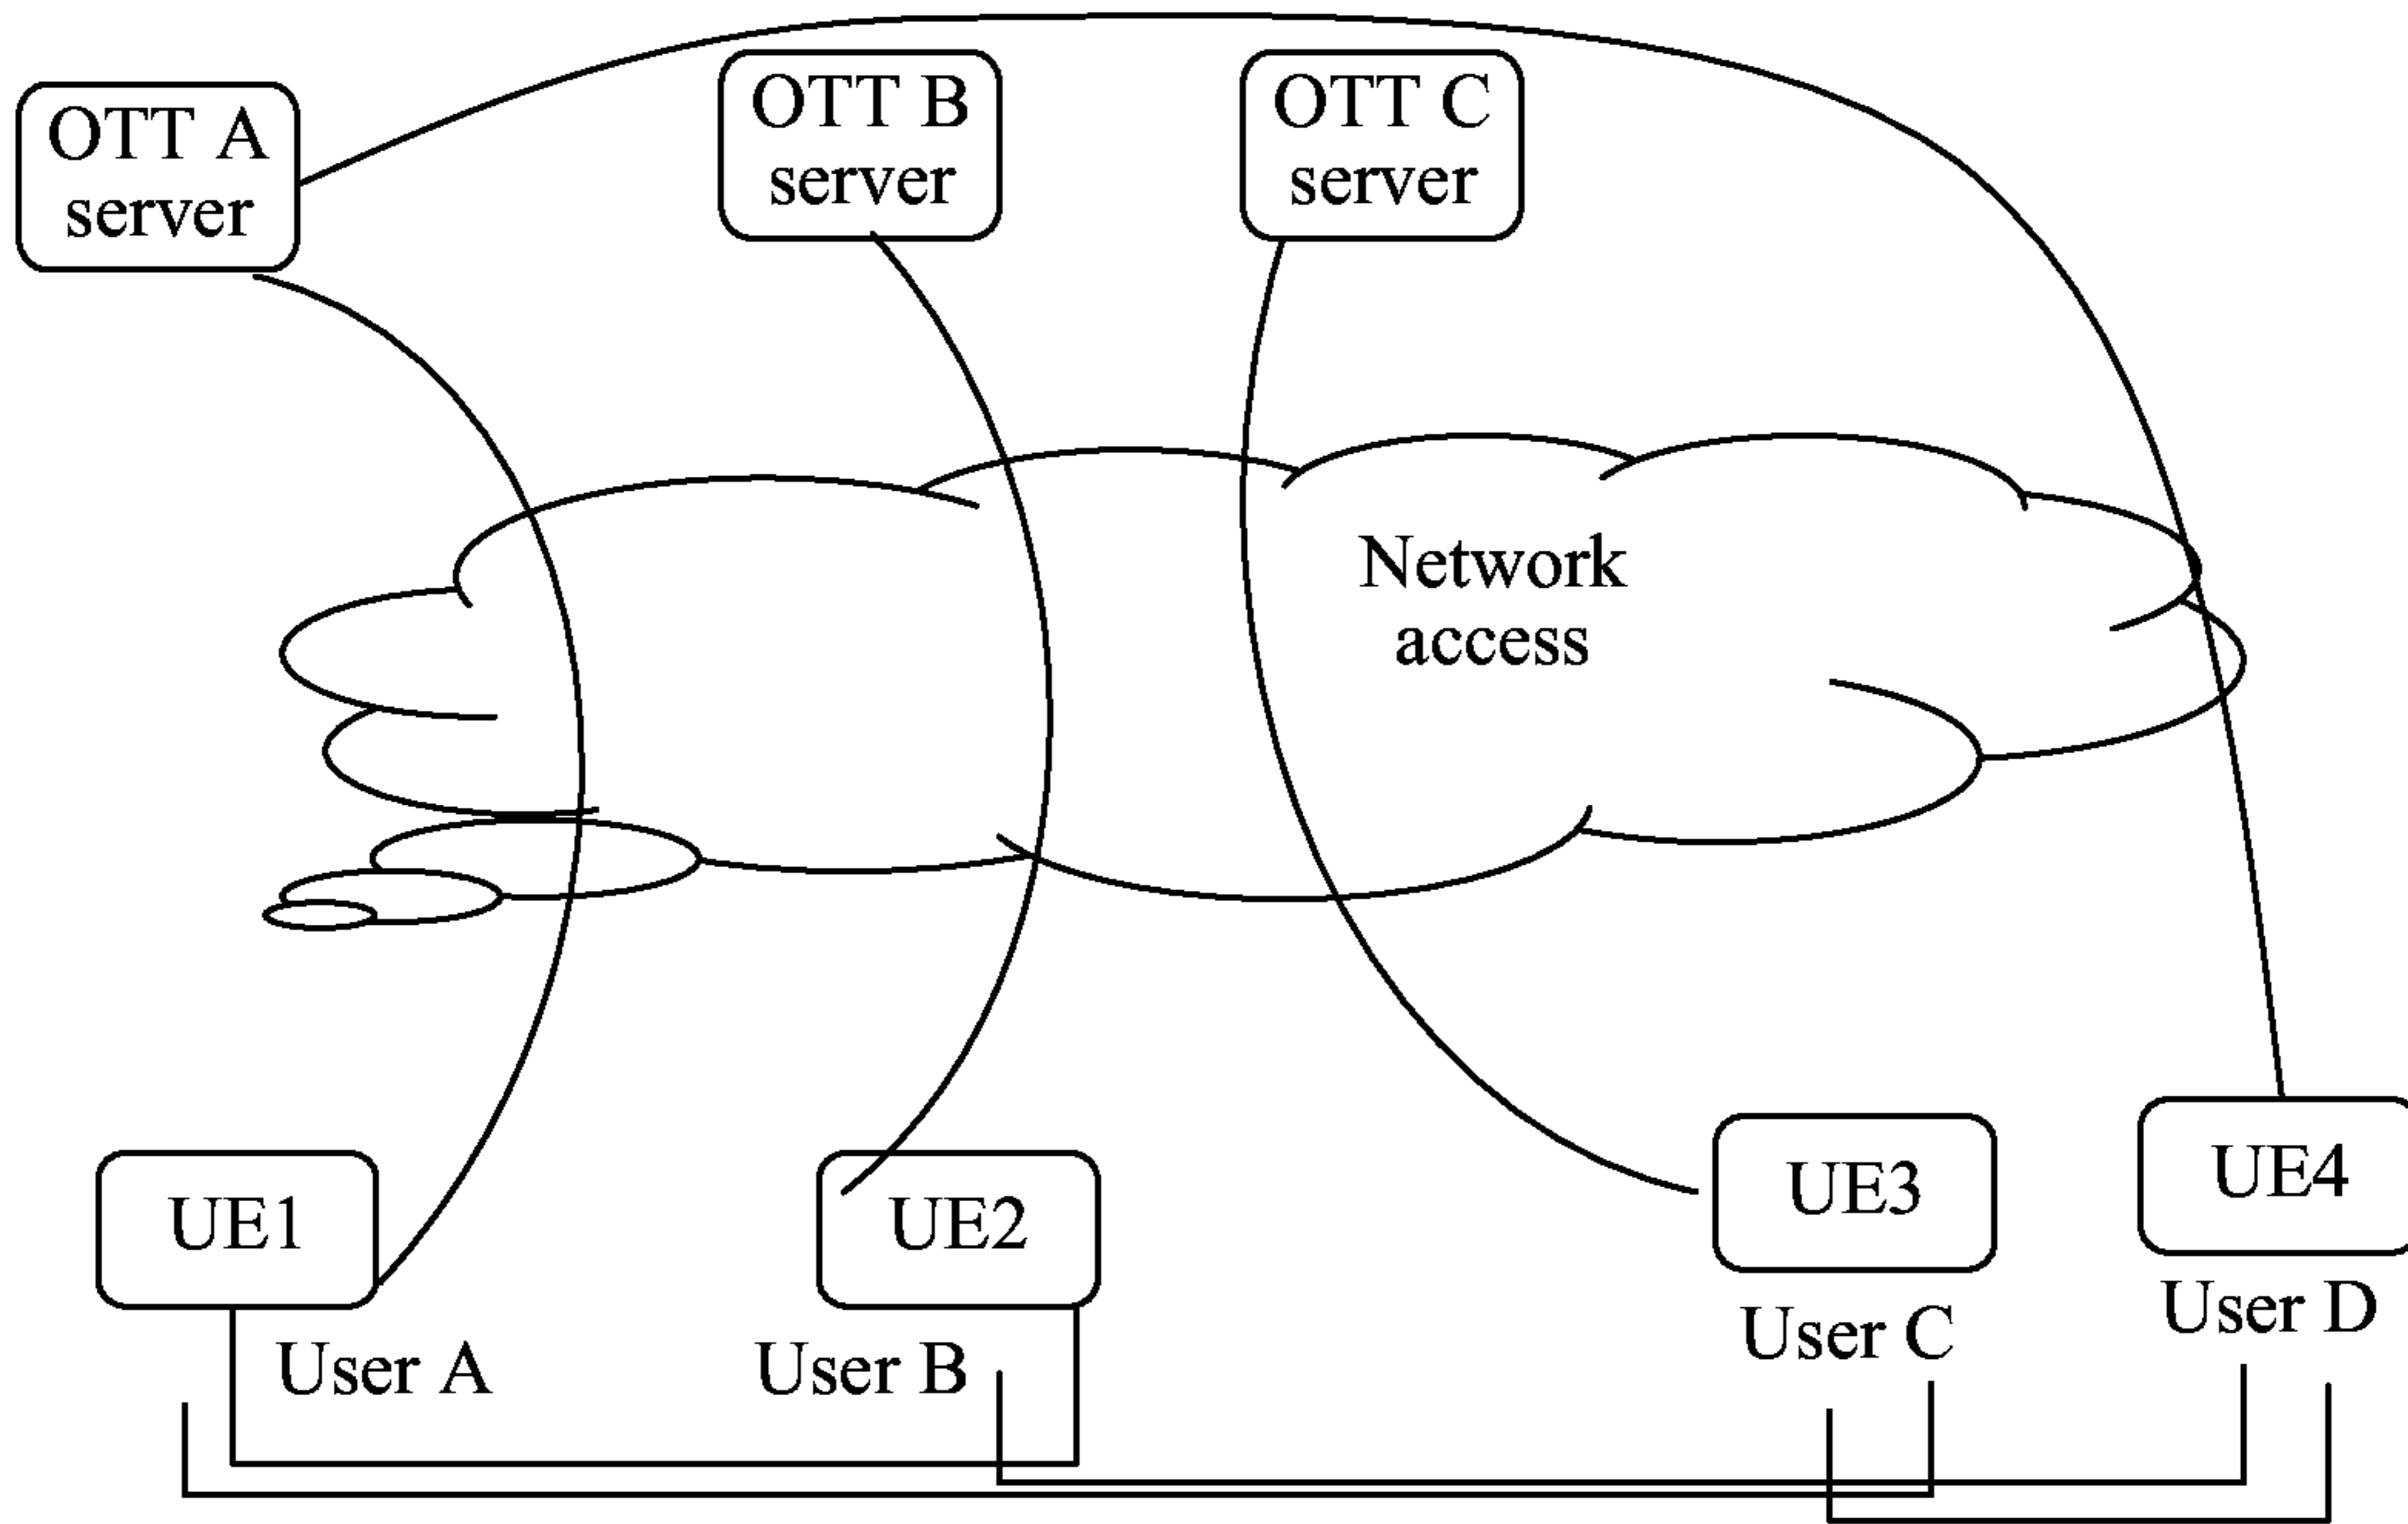 OTT A
server
OTT B
server
OTT C
server
Network
access
UE1
User A
UE2
User B
UE3
User C
UE4
User D